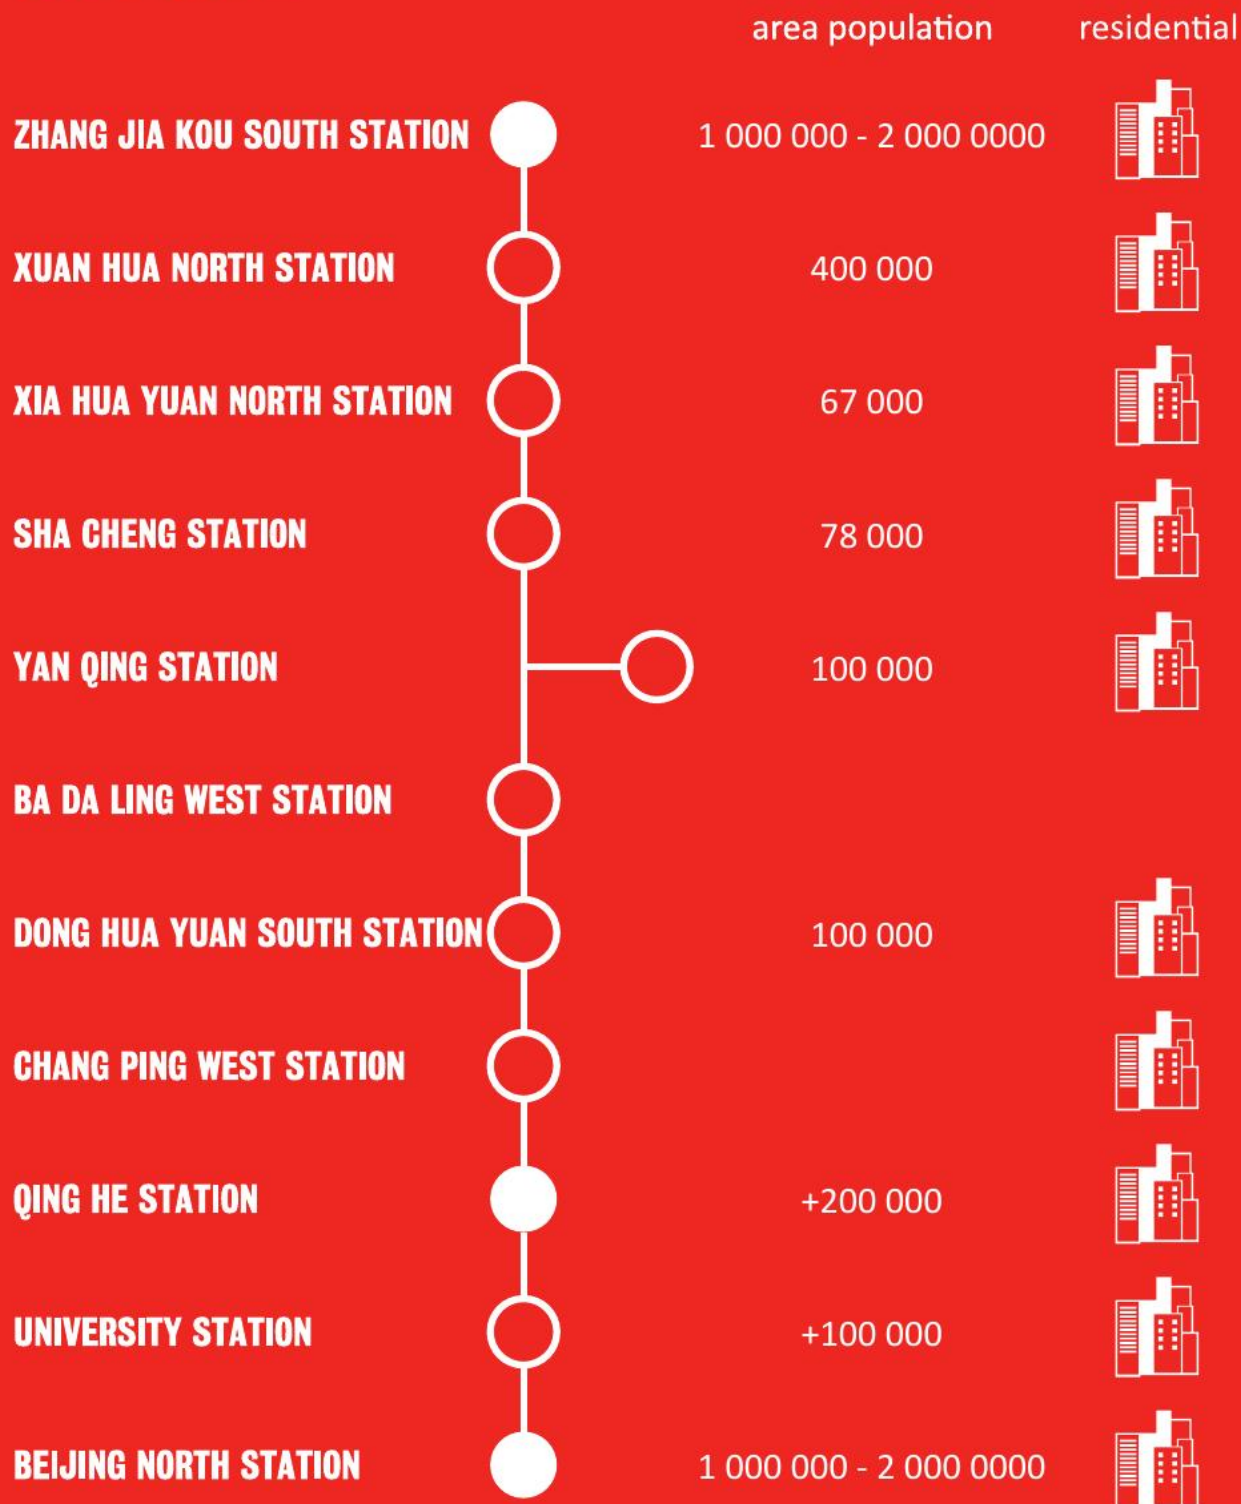 area population residential
ZHANG JIA KOU SOUTH STATION 1 000 000 - 2 000 0000
XUAN HUA NORTH STATION 400 000
XIA HUA YUAN NORTH STATION 67 000
SHA CHENG STATION 78 000
YAN QING STATION 100 000
BA DA LING WEST STATION
DONG HUA YUAN SOUTH STATION 100 000
CHANG PING WEST STATION
QING HE STATION +200 000
UNIVERSITY STATION +100 000
BEIJING NORTH STATION 1 000 000 - 2 000 0000